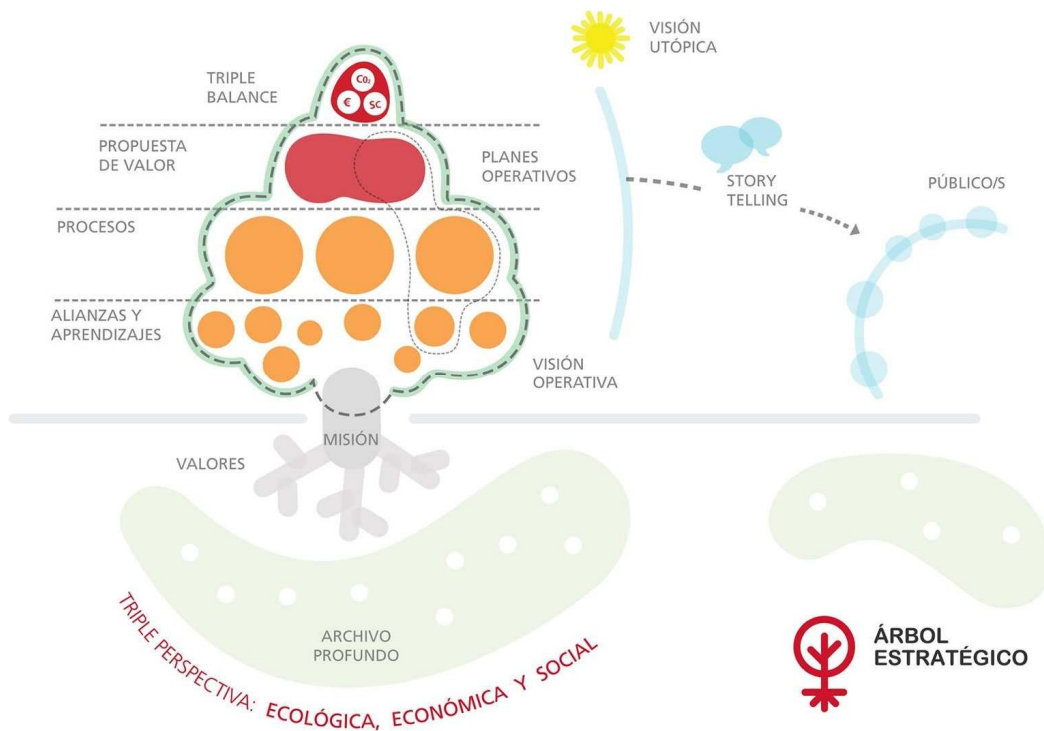 VISIÓN
UTÓPICA
TRIPLE
BALANCE
CO₂
€
SC
PROPUESTA
DE VALOR
PLANES
OPERATIVOS
STORY
TELLING
PÚBLICO/S
PROCESOS
ALIANZAS Y
APRENDIZAJES
VISIÓN
OPERATIVA
MISIÓN
VALORES
ARCHIVO
PROFUNDO
TRIPLE PERSPECTIVA: ECOLÓGICA, ECONÓMICA Y SOCIAL
ÁRBOL
ESTRATÉGICO